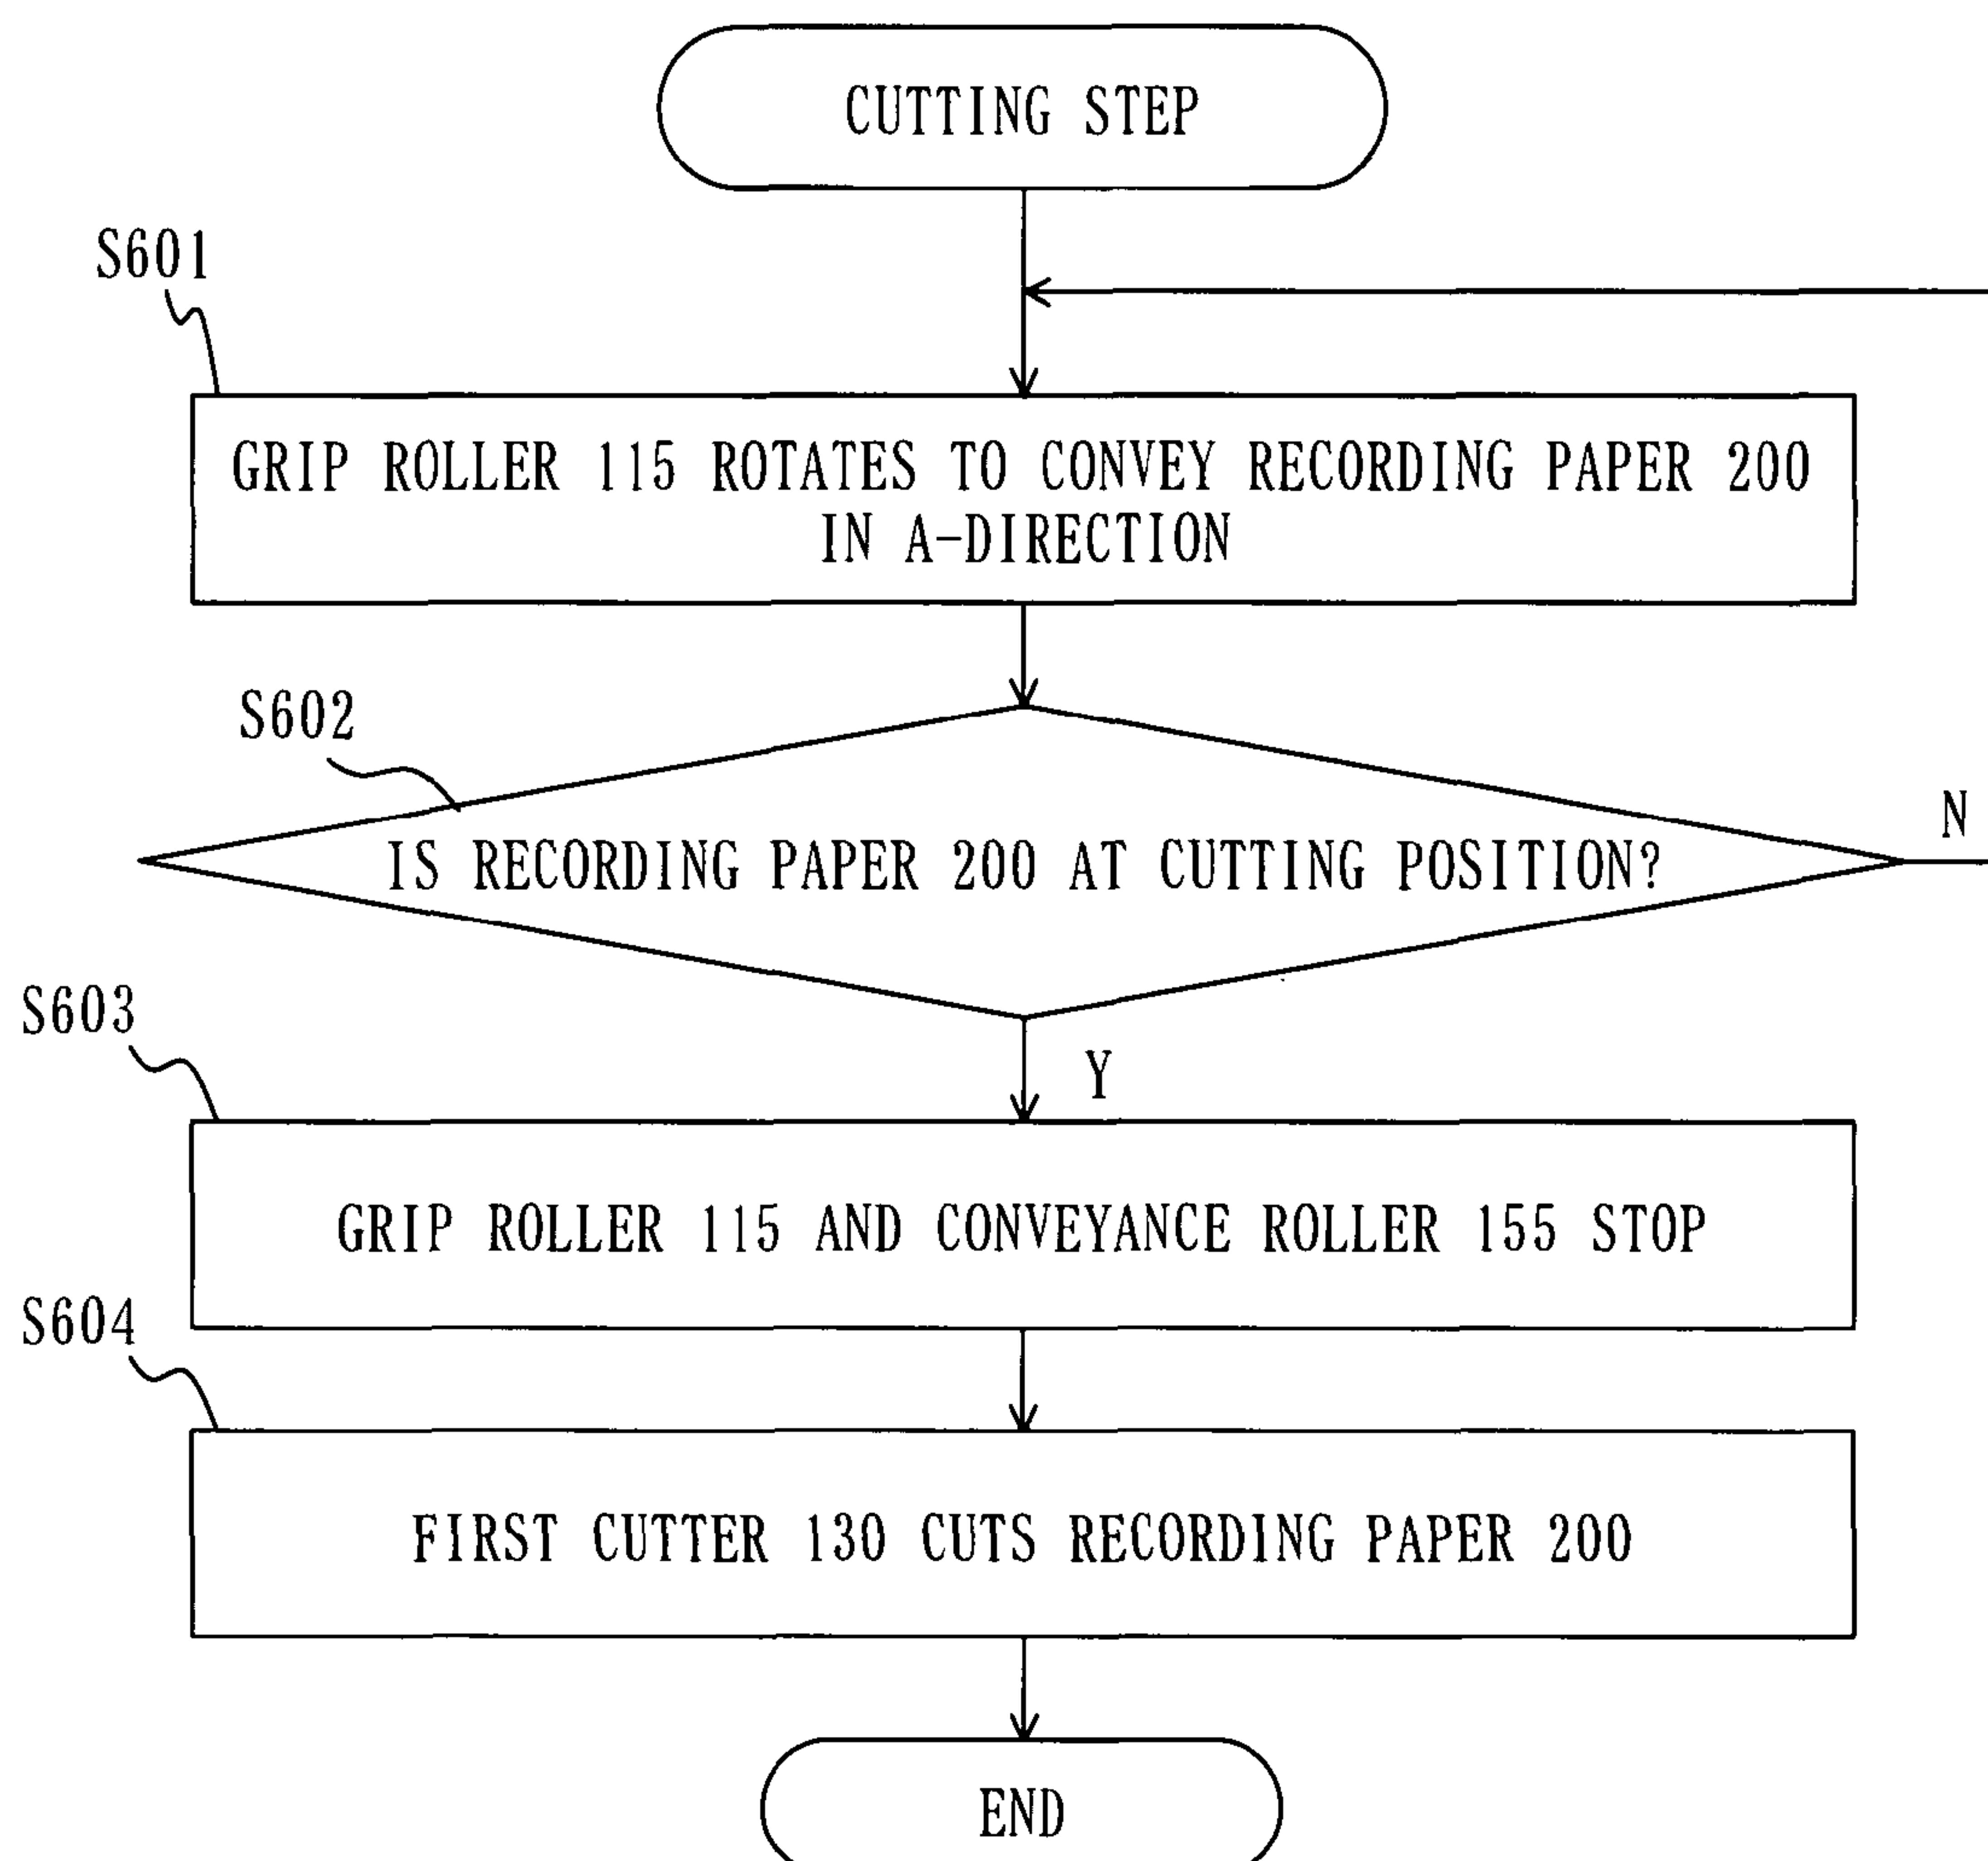 CUTTING STEP
S601
GRIP ROLLER 115 ROTATES TO CONVEY RECORDING PAPER 200
IN A-DIRECTION
S602
IS RECORDING PAPER 200 AT CUTTING POSITION?
N
Y
S603
GRIP ROLLER 115 AND CONVEYANCE ROLLER 155 STOP
S604
FIRST CUTTER 130 CUTS RECORDING PAPER 200
END